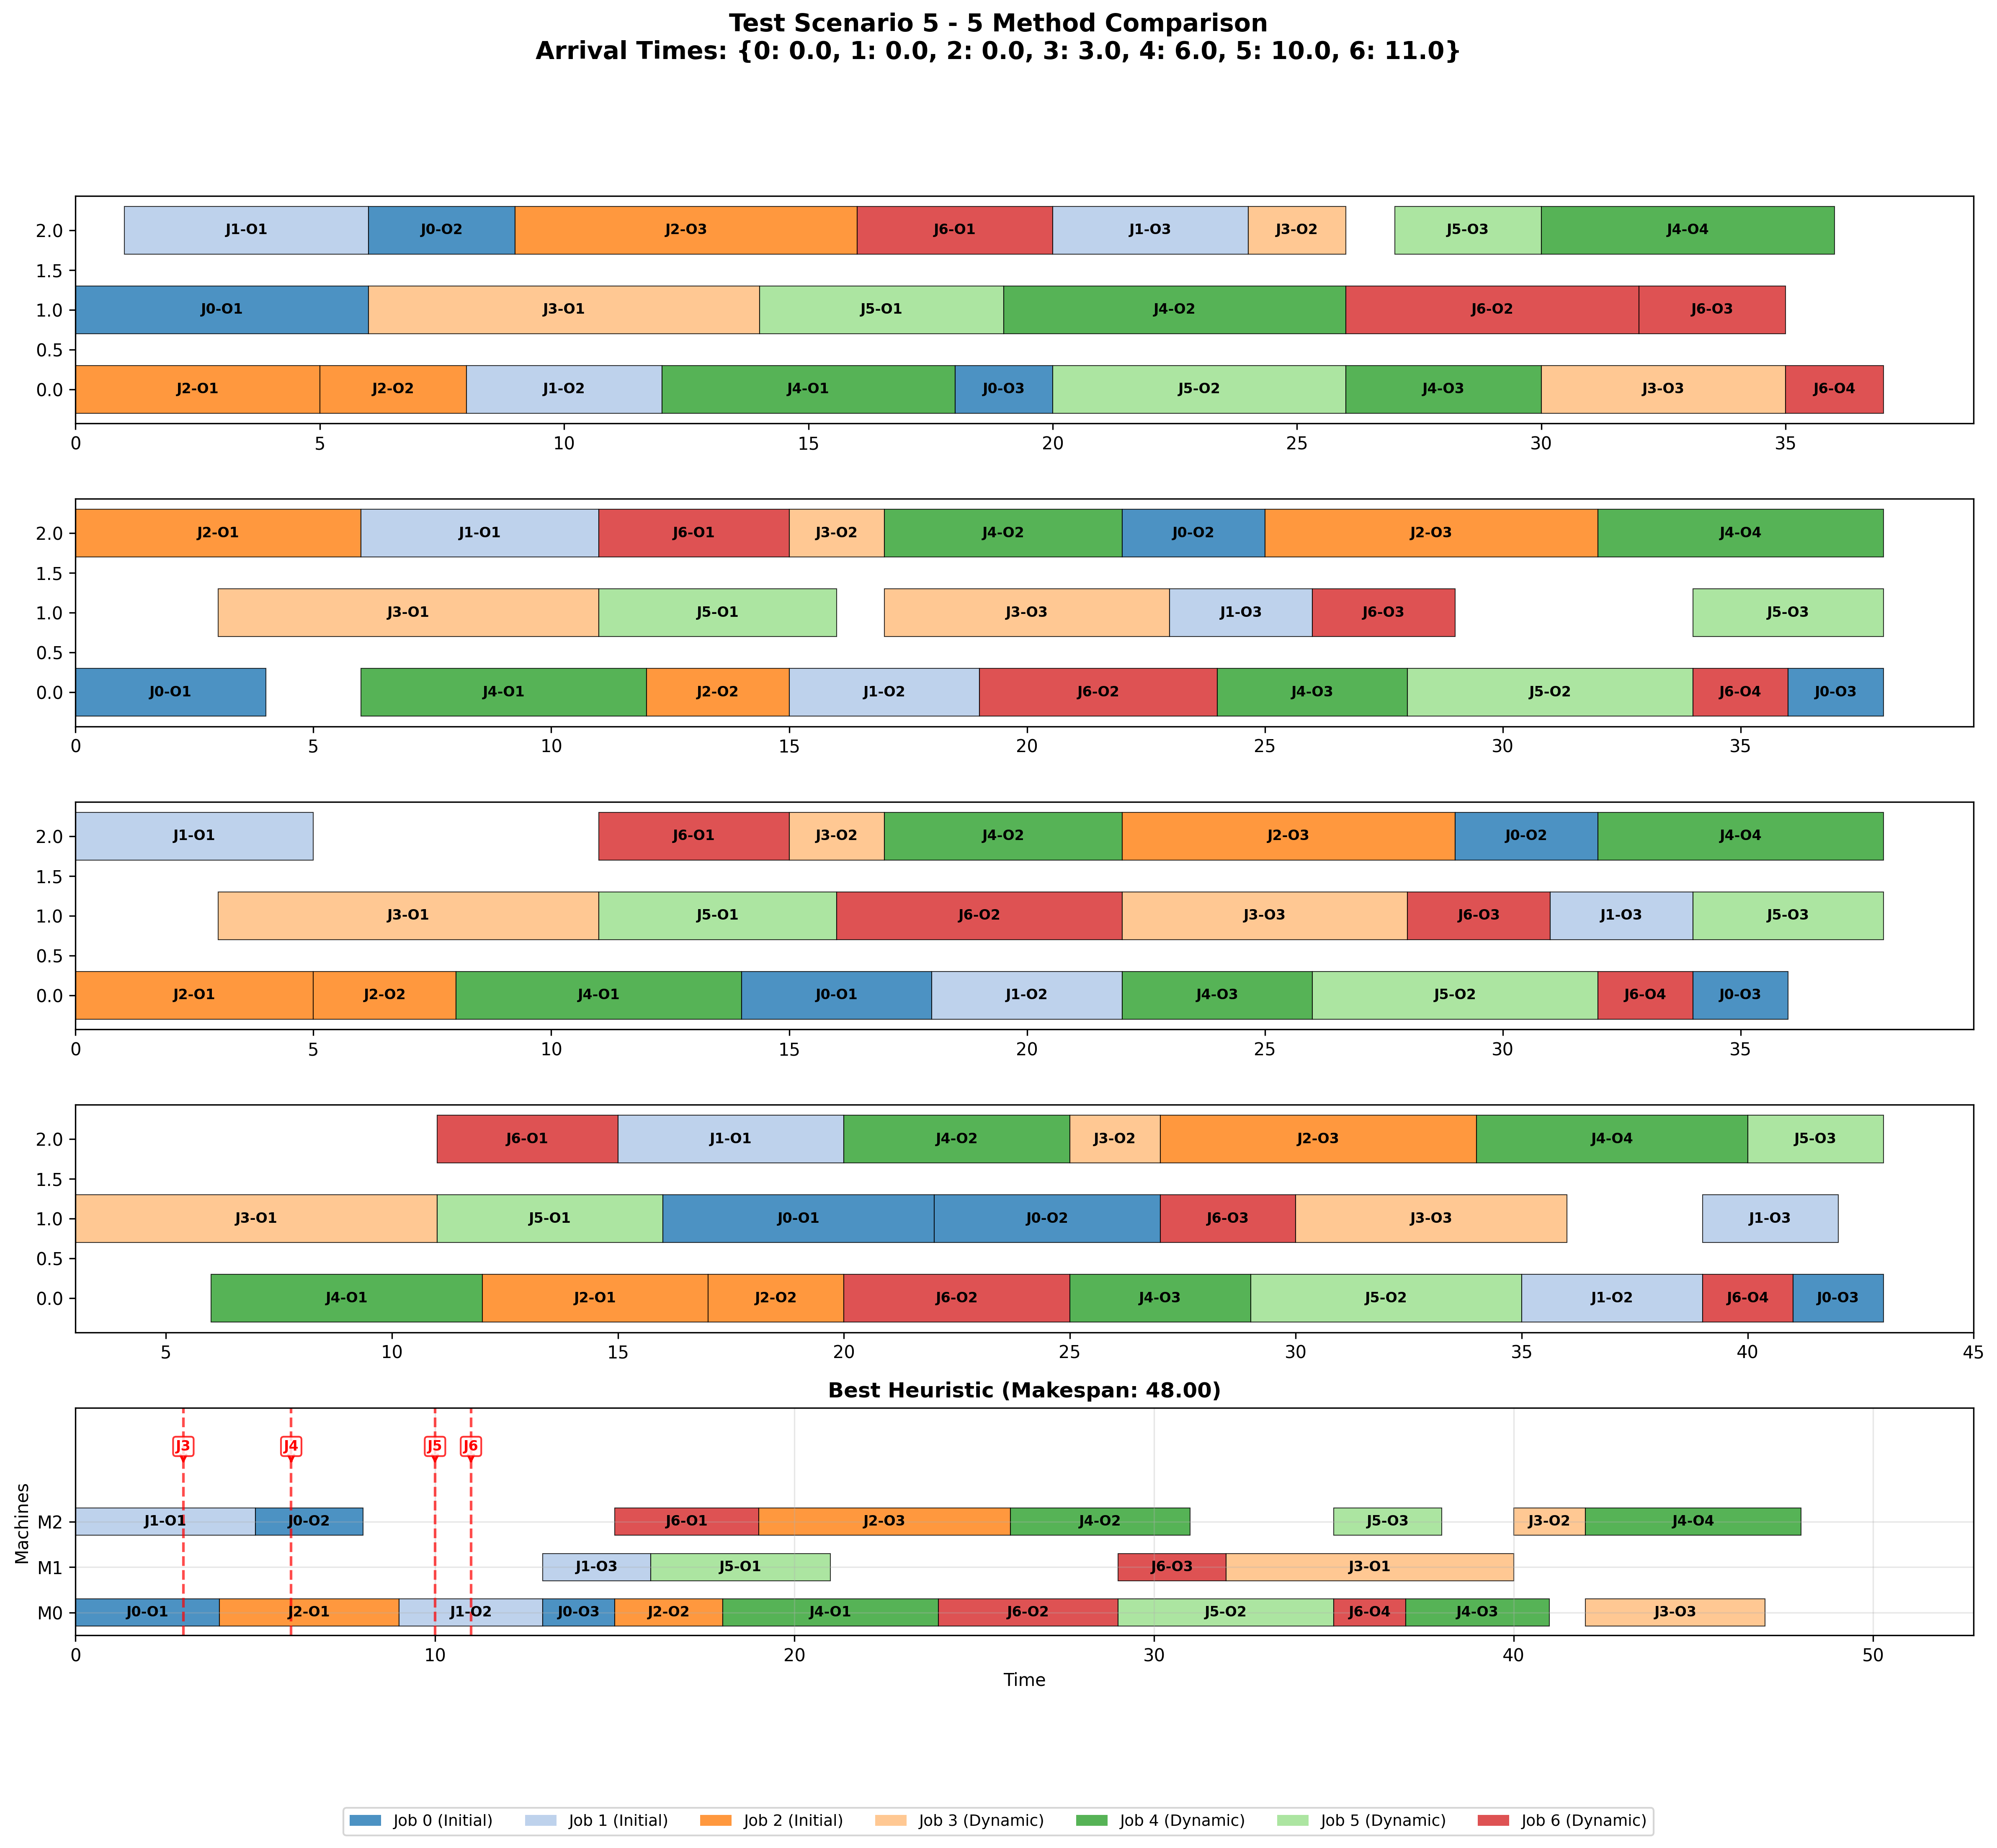 Test Scenario 5 - 5 Method Comparison
Arrival Times: {0: 0.0, 1: 0.0, 2: 0.0, 3: 3.0, 4: 6.0, 5: 10.0, 6: 11.0}
2.0 J1-O1 J0-O2 J2-O3 J6-O1 J1-O3 J3-O2 J5-O3 J4-O4
1.5
1.0 J0-O1 J3-O1 J5-O1 J4-O2 J6-O2 J6-O3
0.5
0.0 J2-O1 J2-O2 J1-O2 J4-O1 J0-O3 J5-O2 J4-O3 J3-O3 J6-O4
0 5 10 15 20 25 30 35
2.0 J2-O1 J1-O1 J6-O1 J3-O2 J4-O2 J0-O2 J2-O3 J4-O4
1.5
1.0 J3-O1 J5-O1 J3-O3 J1-O3 J6-O3 J5-O3
0.5
0.0 J0-O1 J4-O1 J2-O2 J1-O2 J6-O2 J4-O3 J5-O2 J6-O4 J0-O3
0 5 10 15 20 25 30 35
2.0 J1-O1 J6-O1 J3-O2 J4-O2 J2-O3 J0-O2 J4-O4
1.5
1.0 J3-O1 J5-O1 J6-O2 J3-O3 J6-O3 J1-O3 J5-O3
0.5
0.0 J2-O1 J2-O2 J4-O1 J0-O1 J1-O2 J4-O3 J5-O2 J6-O4 J0-O3
0 5 10 15 20 25 30 35
2.0 J6-O1 J1-O1 J4-O2 J3-O2 J2-O3 J4-O4 J5-O3
1.5
1.0 J3-O1 J5-O1 J0-O1 J0-O2 J6-O3 J3-O3 J1-O3
0.5
0.0 J4-O1 J2-O1 J2-O2 J6-O2 J4-O3 J5-O2 J1-O2 J6-O4 J0-O3
5 10 15 20 25 30 35 40 45
Best Heuristic (Makespan: 48.00)
J3 J4 J5 J6
Machines
M2 J1-O1 J0-O2 J6-O1 J2-O3 J4-O2 J5-O3 J3-O2 J4-O4
M1 J1-O3 J5-O1 J6-O3 J3-O1
M0 J0-O1 J2-O1 J1-O2 J0-O3 J2-O2 J4-O1 J6-O2 J5-O2 J6-O4 J4-O3 J3-O3
0 10 20 30 40 50
Time
Job 0 (Initial) Job 1 (Initial) Job 2 (Initial) Job 3 (Dynamic) Job 4 (Dynamic) Job 5 (Dynamic) Job 6 (Dynamic)